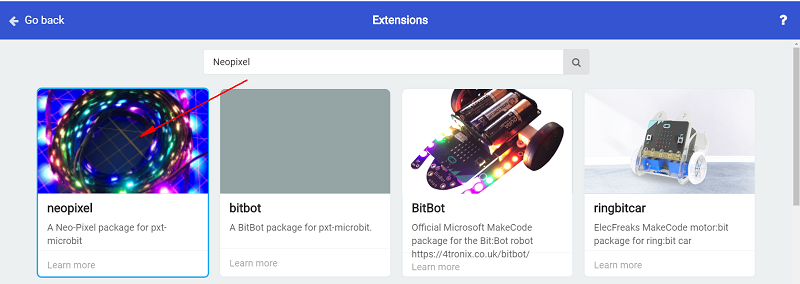 Go back
Extensions
?
Neopixel
neopixel
A Neo-Pixel package for pxt-
microbit
Learn more
bitbot
A BitBot package for pxt-microbit.
Learn more
BitBot
Official Microsoft MakeCode
package for the Bit:Bot robot
https://4tronix.co.uk/bitbot/
Learn more
ringbitcar
ElecFreaks MakeCode motor:bit
package for ring:bit car
Learn more